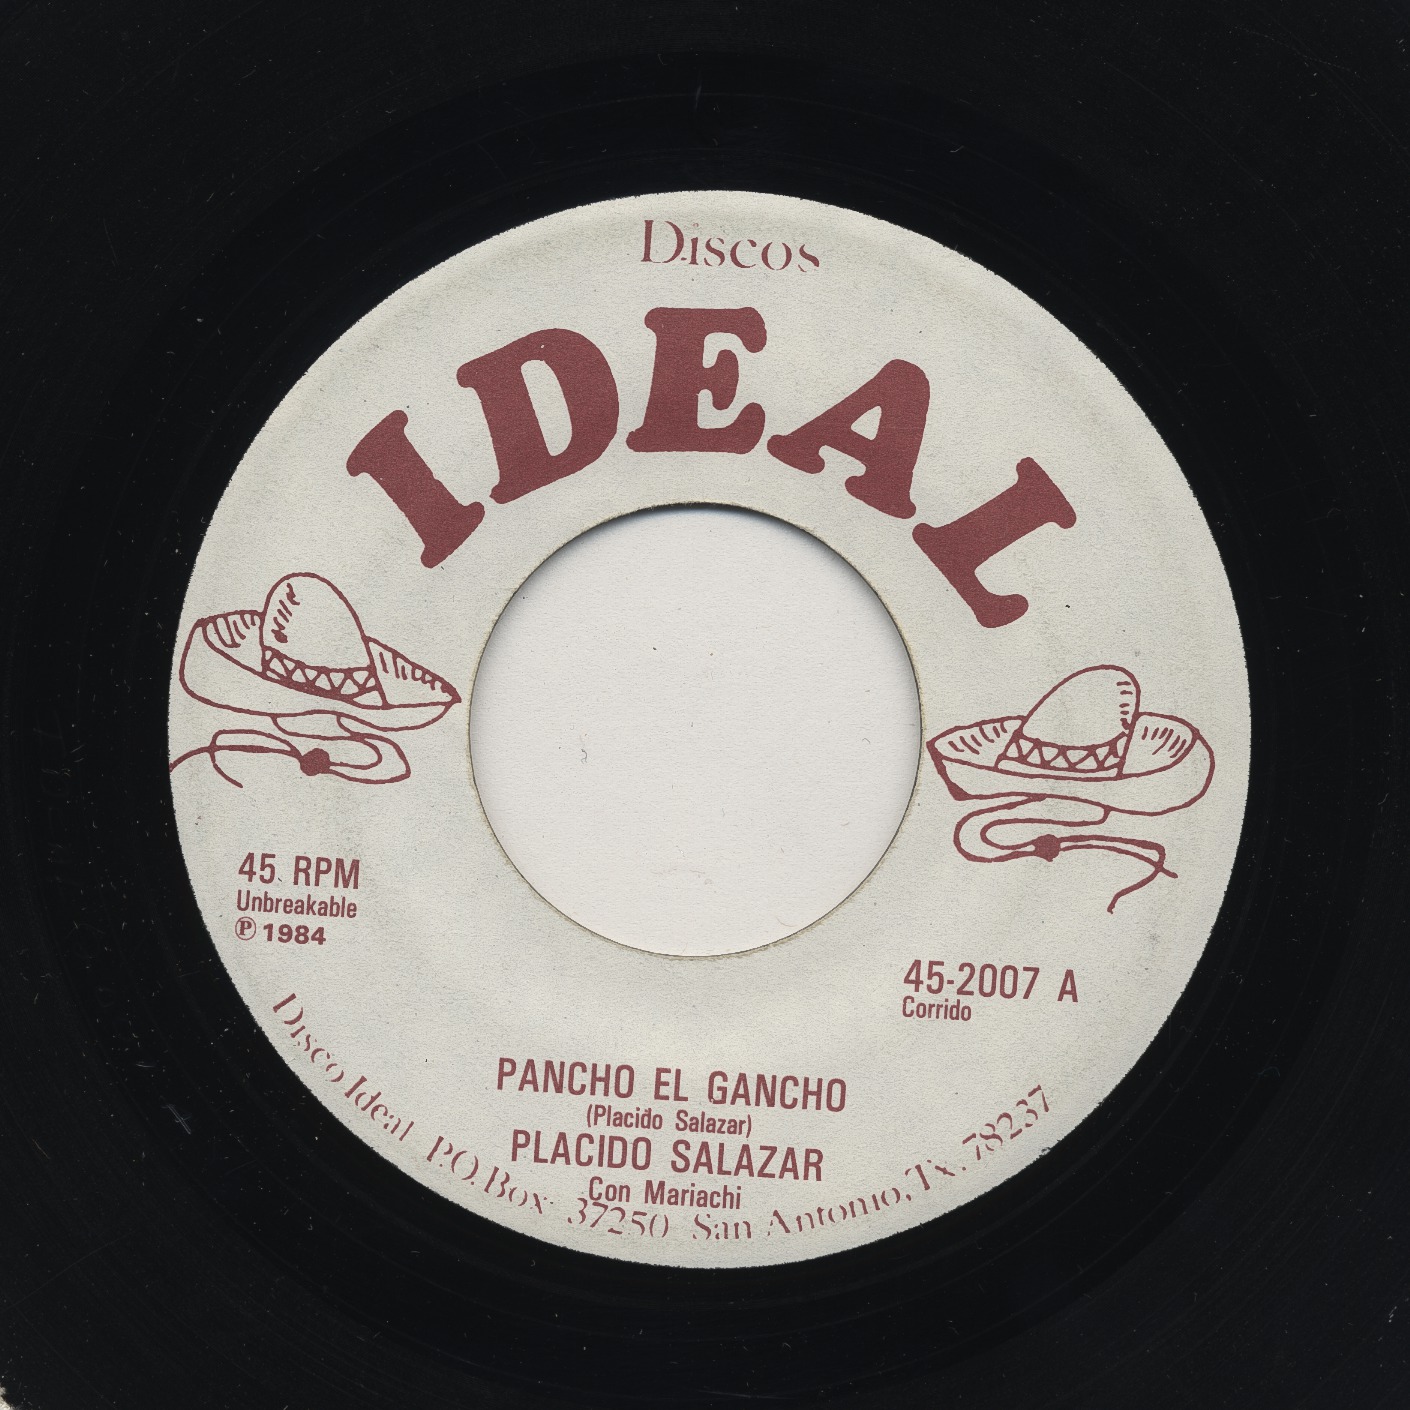 Discos
IDEAL
45 RPM
Unbreakable
℗ 1984
45-2007 A
Corrido
PANCHO EL GANCHO
(Placido Salazar)
PLACIDO SALAZAR
Con Mariachi
Disco Ideal P.O. Box 37250 San Antonio, Tx. 78237